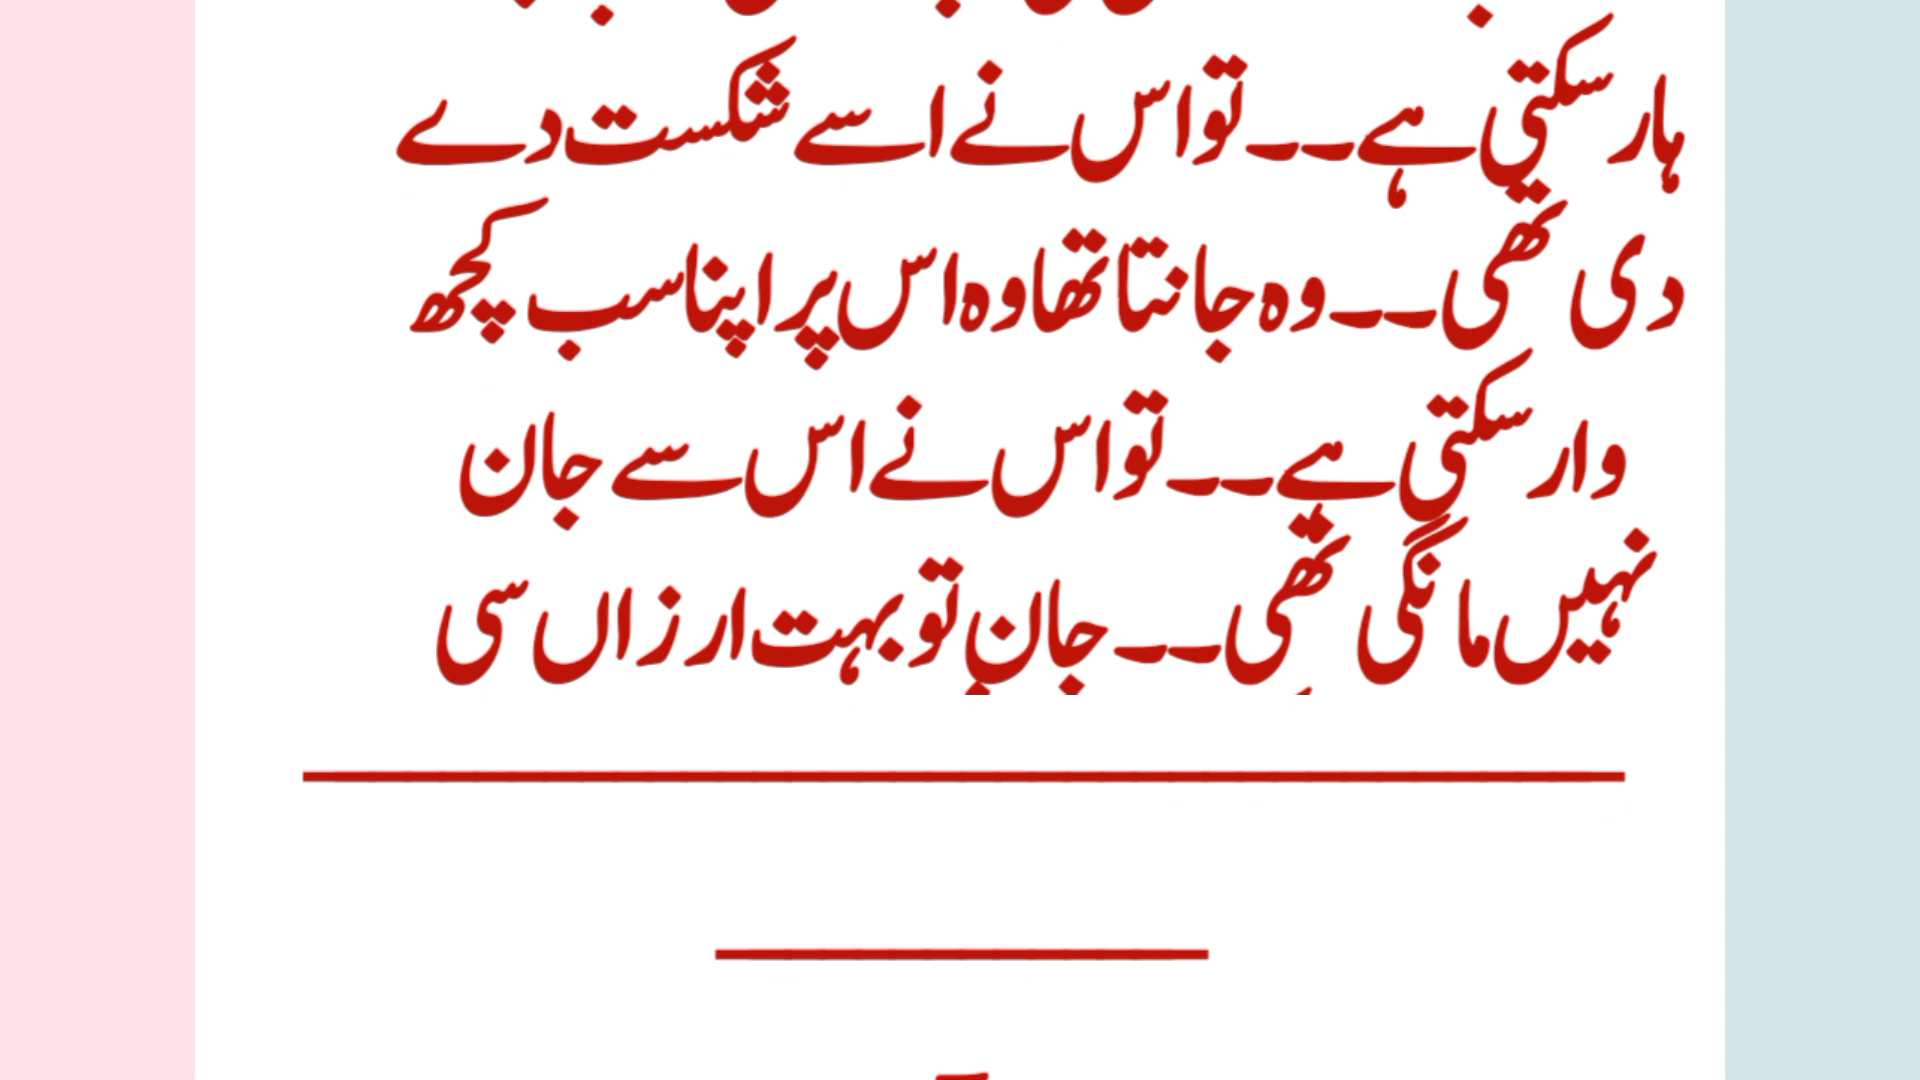 ہار سکتی ہے۔۔ تو اس نے اسے شکست دے
دی تھی۔۔ وہ جانتا تھا وہ اس پر اپنا سب کچھ
وار سکتی ہے۔۔ تو اس نے اس سے جان
نہیں مانگی تھی۔۔ جان تو بہت ارزاں سی